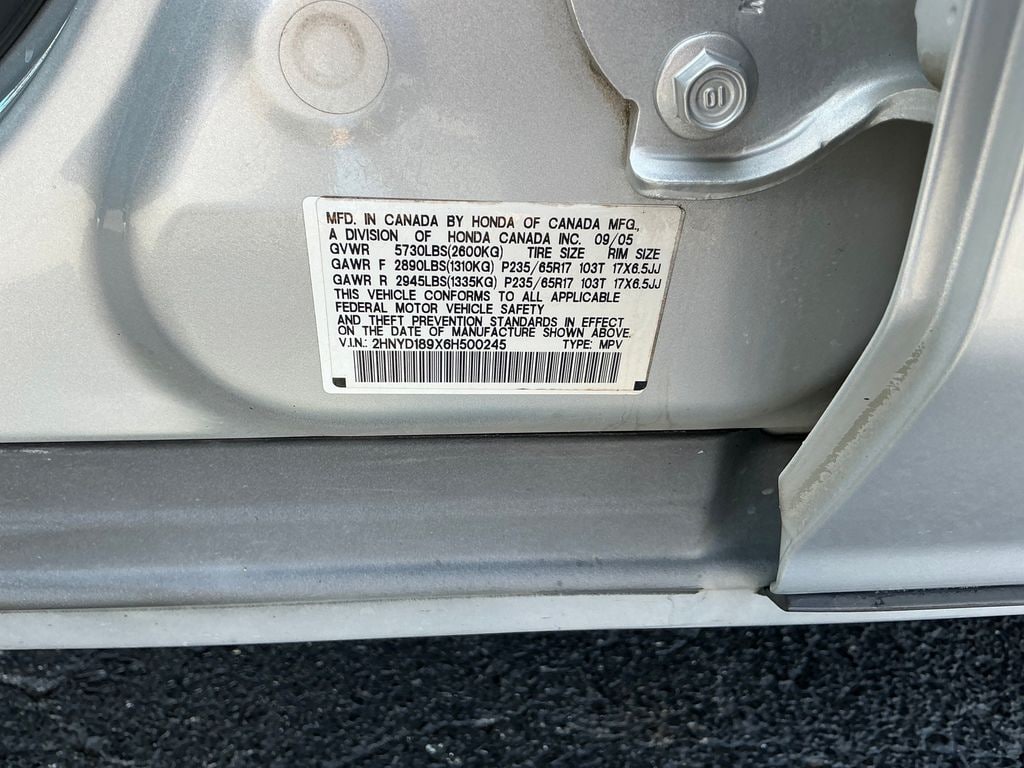 MFD. IN CANADA BY HONDA OF CANADA MFG.,
A DIVISION OF HONDA CANADA INC. 09/05
GVWR 5730LBS(2600KG) TIRE SIZE RIM SIZE
GAWR F 2890LBS(1310KG) P235/65R17 103T 17X6.5JJ
GAWR R 2945LBS(1335KG) P235/65R17 103T 17X6.5JJ
THIS VEHICLE CONFORMS TO ALL APPLICABLE
FEDERAL MOTOR VEHICLE SAFETY
AND THEFT PREVENTION STANDARDS IN EFFECT
ON THE DATE OF MANUFACTURE SHOWN ABOVE.
V.I.N.: 2HNYD189X6H500245 TYPE: MPV